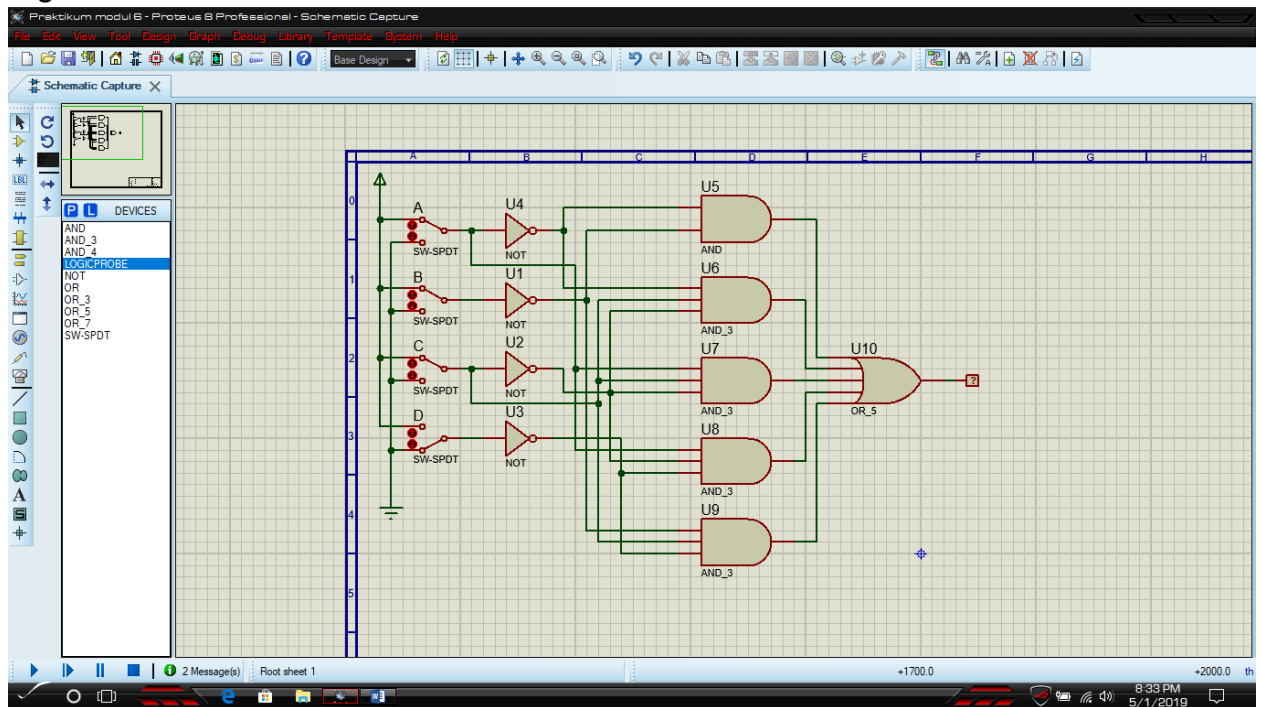 Praktikum modul 6 - Proteus 8 Professional - Schematic Capture
File Edit View Tool Design Graph Debug Library Template System Help
Base Design
Schematic Capture
P L DEVICES
AND
AND_3
AND_4
LOGICPROBE
NOT
OR
OR_3
OR_5
OR_7
SW-SPDT
LBL
A
S
A B C D E F G H
0
1
2
3
4
5
A
SW-SPDT
B
SW-SPDT
C
SW-SPDT
D
SW-SPDT
U4
NOT
U1
NOT
U2
NOT
U3
NOT
U5
AND
U6
AND_3
U7
AND_3
U8
AND_3
U9
AND_3
U10
OR_5
?
2 Message(s) Root sheet 1 +1700.0 +2000.0 th
8:33 PM
5/1/2019